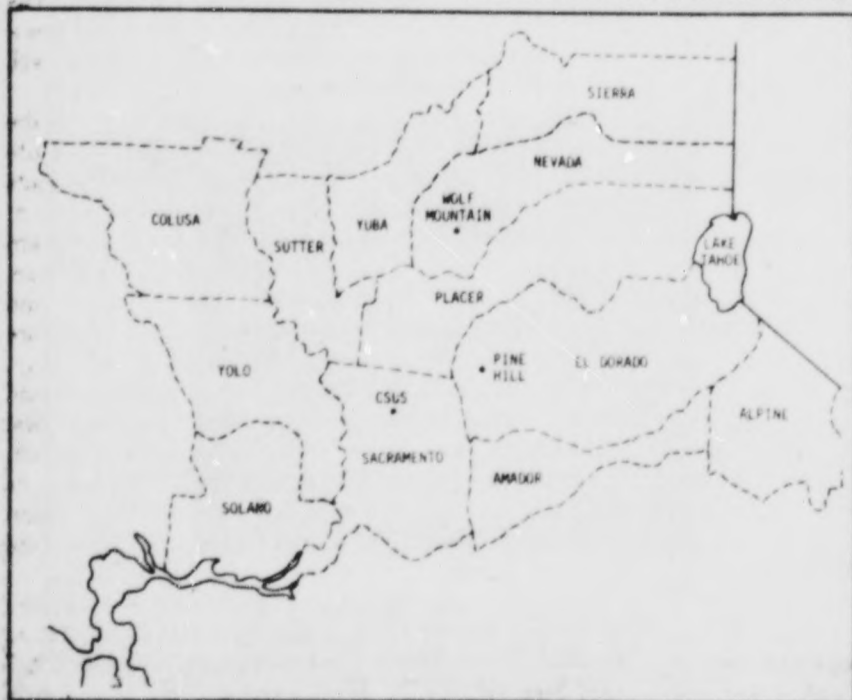 SIERRA
NEVADA
WOLF
MOUNTAIN
COLUSA
SUTTER
YUBA
LAKE
TAHOE
PLACER
YOLO
PINE
HILL
EL DORADO
CSUS
ALPINE
SACRAMENTO
AMADOR
SOLANO